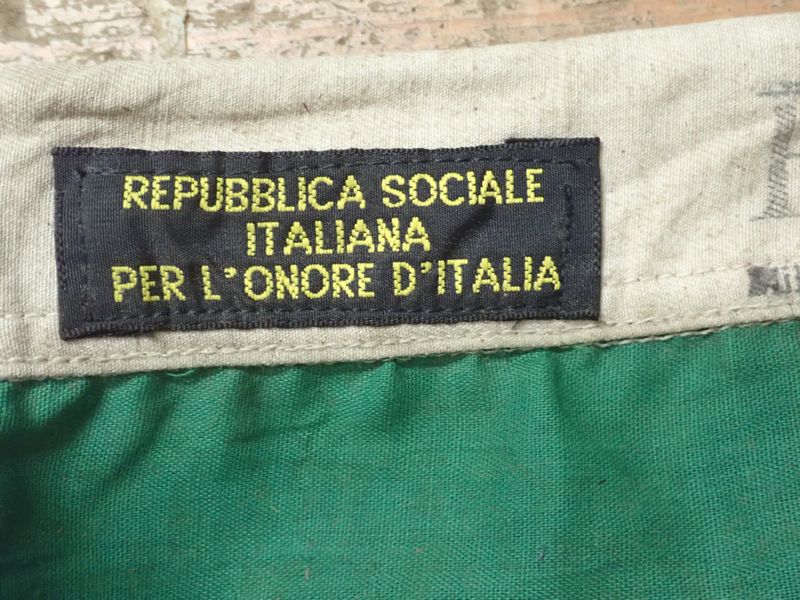 REPUBBLICA SOCIALE
ITALIANA
PER L'ONORE D'ITALIA